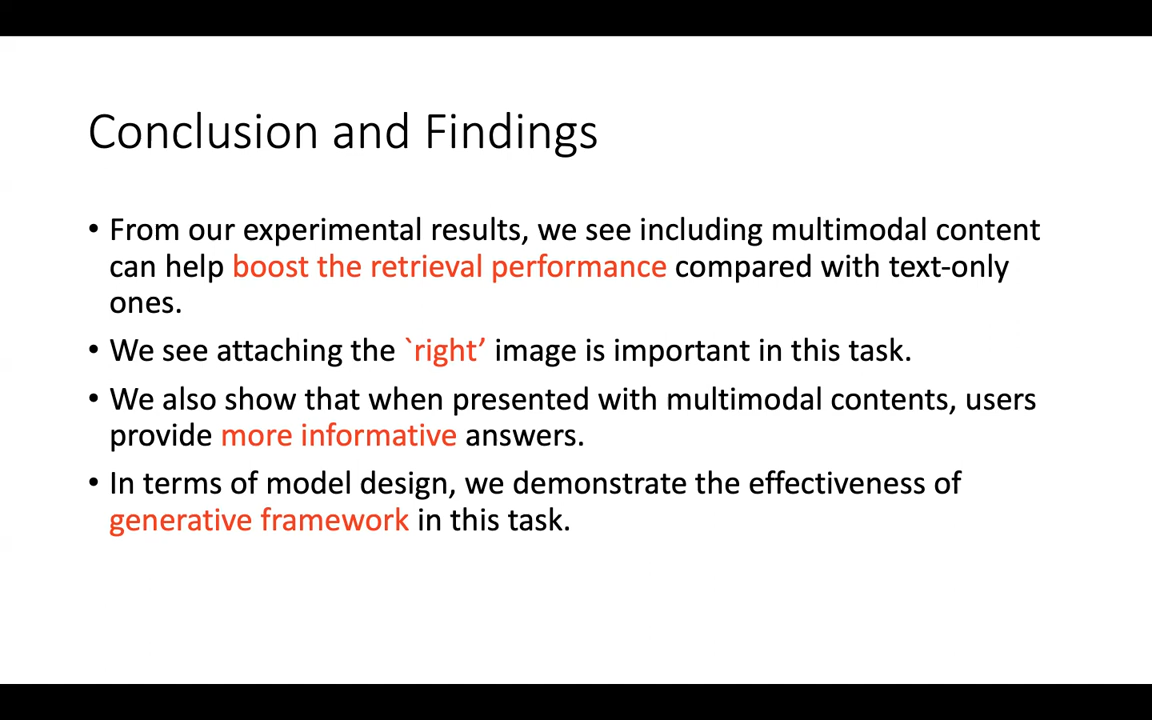 Conclusion and Findings
• From our experimental results, we see including multimodal content
can help boost the retrieval performance compared with text-only
ones.
• We see attaching the `right’ image is important in this task.
• We also show that when presented with multimodal contents, users
provide more informative answers.
• In terms of model design, we demonstrate the effectiveness of
generative framework in this task.